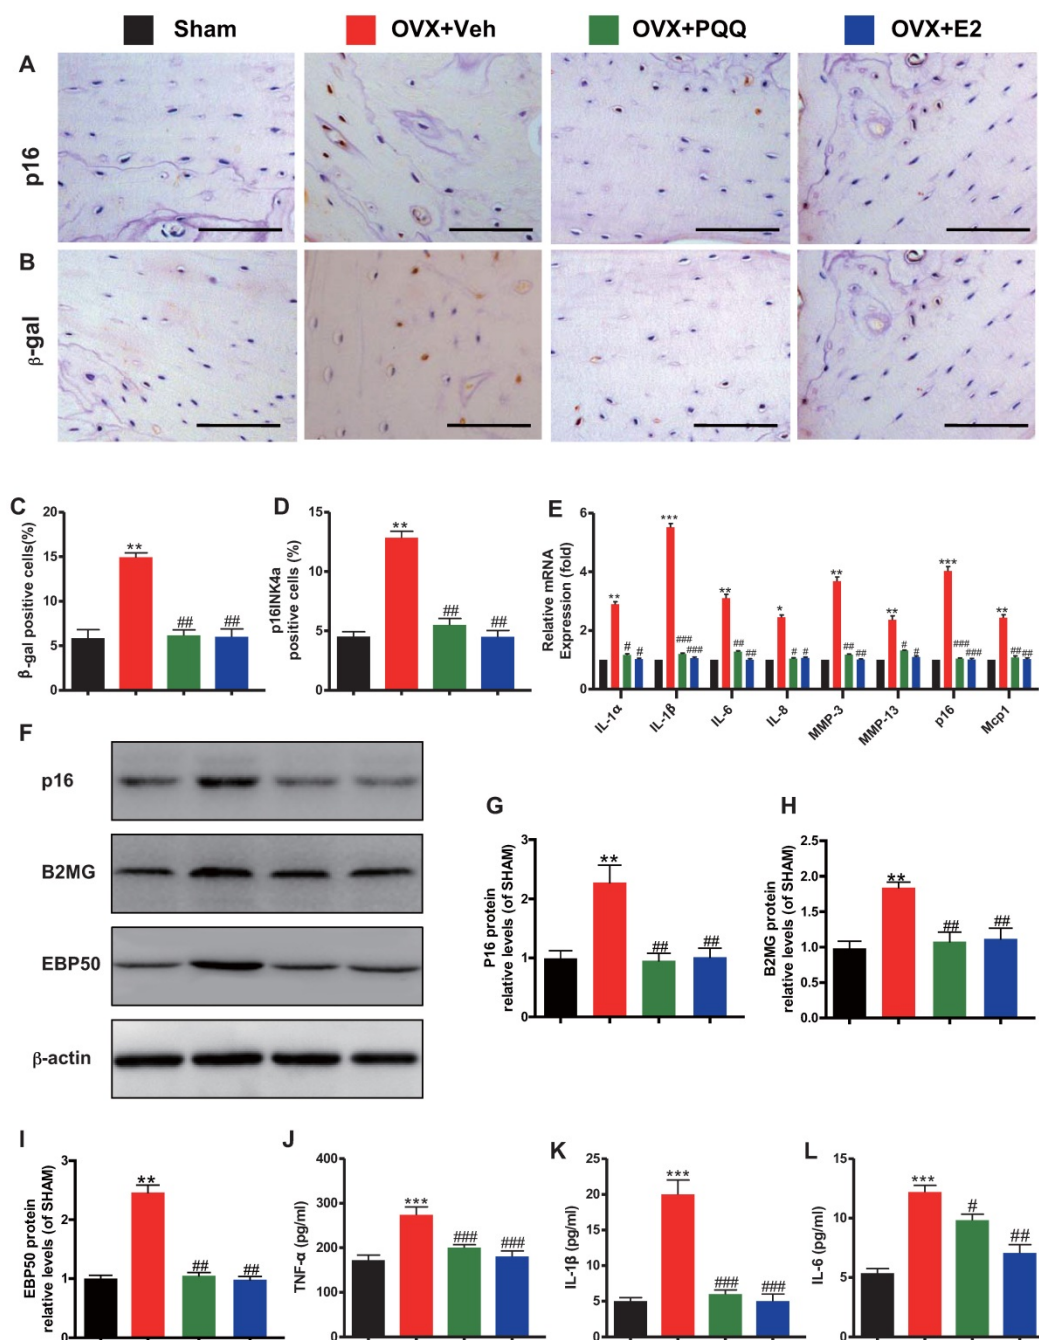 Sham OVX+Veh OVX+PQQ OVX+E2
A
p16
B
β-gal
C
β-gal positive cells(%)
20
15
10
5
0
**
##
##
D
p16INK4a
positive cells (%)
15
10
5
0
**
##
##
E
Relative mRNA
Expression (fold)
6
4
2
0
**
#
#
***
###
###
**
##
##
*
#
#
**
##
##
**
#
#
***
###
###
**
##
##
IL-1α
IL-1β
IL-6
IL-8
MMP-3
MMP-13
p16
Mcp1
F
p16
B2MG
EBP50
β-actin
G
P16 protein
relative levels (of SHAM)
3
2
1
0
**
##
##
H
B2MG protein
relative levels (of SHAM)
2.5
2.0
1.5
1.0
0.5
0.0
**
##
##
I
EBP50 protein
relative levels (of SHAM)
3
2
1
0
**
##
##
J
TNF-α (pg/ml)
400
300
200
100
0
***
###
###
K
IL-1β (pg/ml)
25
20
15
10
5
0
***
###
###
L
IL-6 (pg/ml)
15
10
5
0
***
#
##